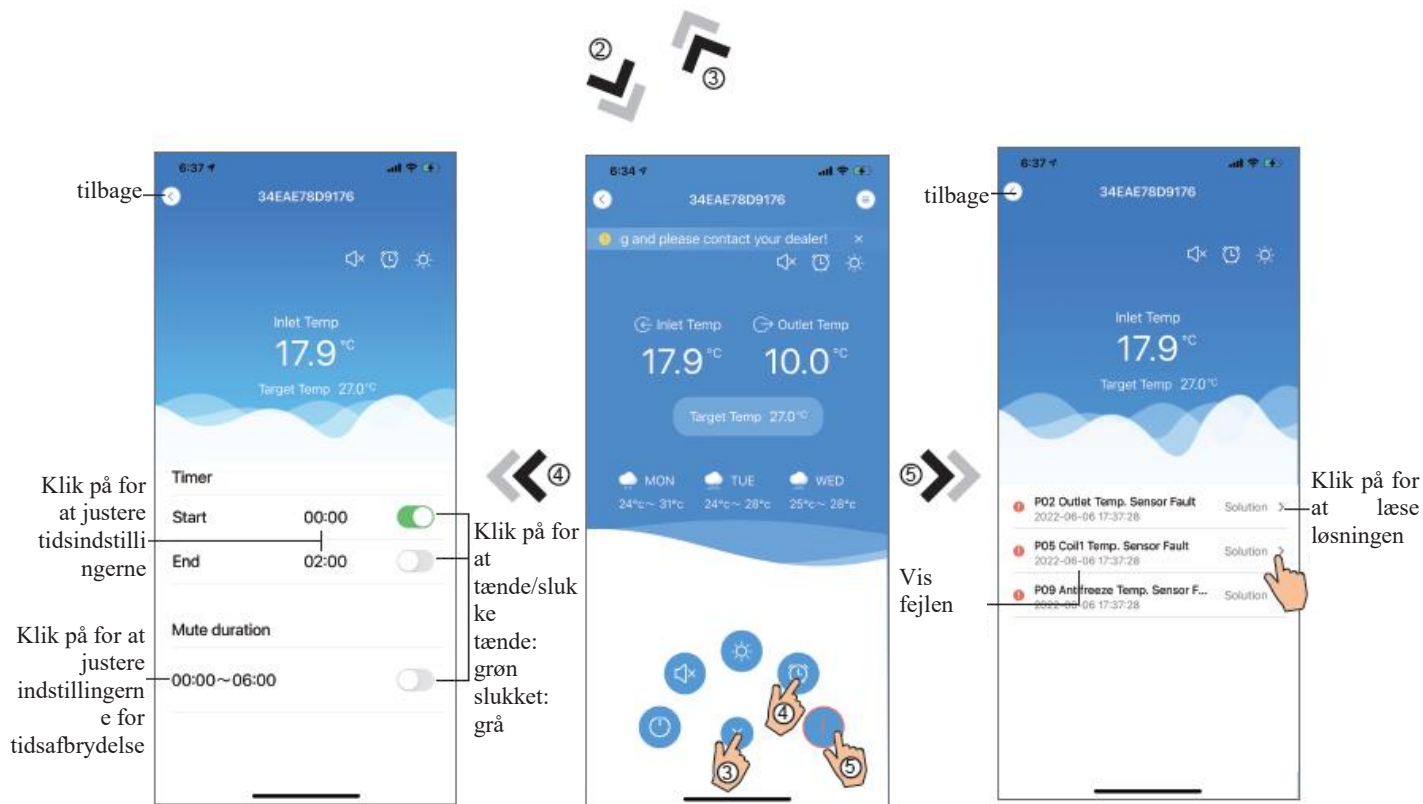 ②
③
6:37
34EAE78D9176
tilbage
Inlet Temp
17.9 °C
Target Temp 27.0°C
Timer
Start 00:00
End 02:00
Mute duration
00:00～06:00
Klik på for
at justere
tidsindstilli
ngerne
Klik på for at
justere
indstillingern
e for
tidsafbrydelse
Klik på for
at
tænde/sluk
ke
tænde:
grøn
slukket:
grå
④
6:34
34EAE78D9176
g and please contact your dealer! ×
Inlet Temp Outlet Temp
17.9 °C 10.0 °C
Target Temp 27.0°C
MON TUE WED
24°c～ 31°c 24°c～ 28°c 25°c～ 28°c
④
③
⑤
⑤
6:37
34EAE78D9176
tilbage
Inlet Temp
17.9 °C
Target Temp 27.0°C
P02 Outlet Temp. Sensor Fault
2022-06-06 17:37:28
Solution
P05 Coil1 Temp. Sensor Fault
2022-06-06 17:37:28
Solution
P09 Antifreeze Temp. Sensor F...
2022-06-06 17:37:28
Solution
Vis
fejlen
Klik på for
at læse
løsningen